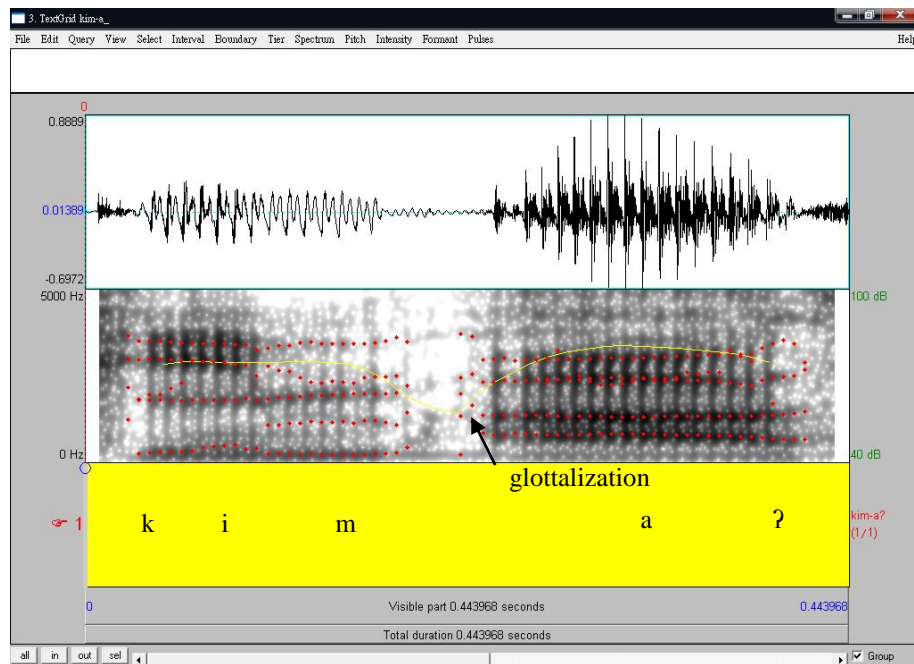 3. TextGrid kim-a_
File Edit Query View Select Interval Boundary Tier Spectrum Pitch Intensity Formant Pulses Help
0
0.8889
0.01389
-0.6972
5000 Hz 100 dB
0 Hz 40 dB
glottalization
1 k i m a ʔ kim-a?
(1/1)
0 Visible part 0.443968 seconds 0.443968
Total duration 0.443968 seconds
all in out sel Group